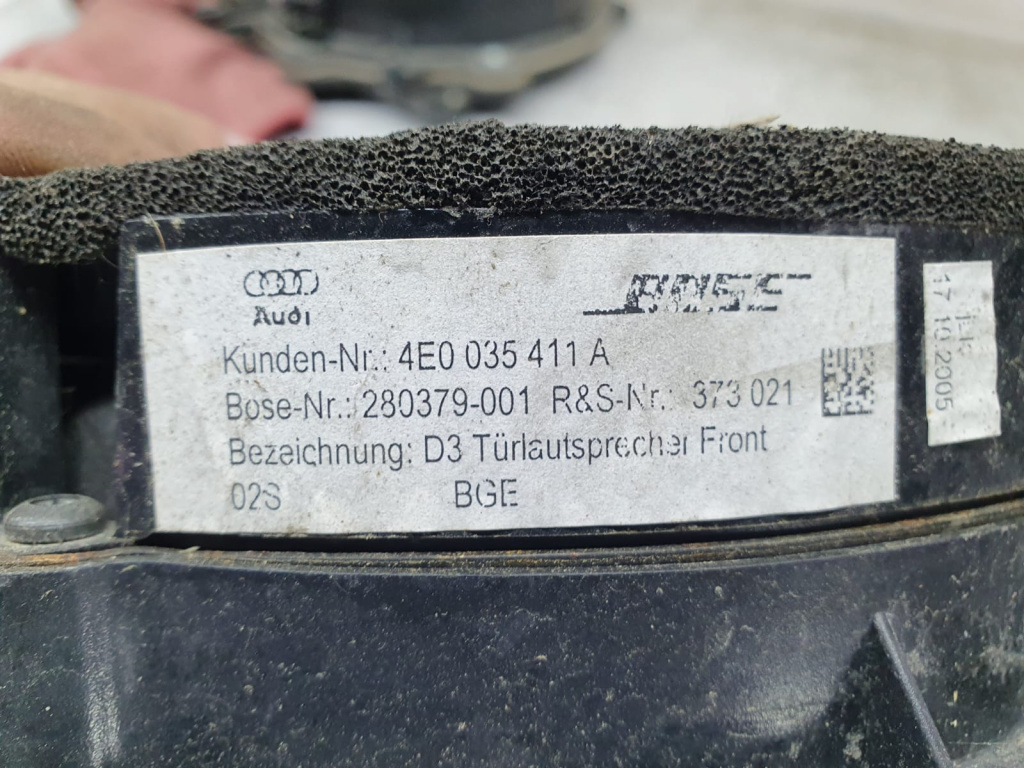 Audi
BOSE
Kunden-Nr.: 4E0 035 411 A
Bose-Nr.: 280379-001 R&S-Nr.: 373 021
Bezeichnung: D3 Türlautsprecher Front
02S BGE
17 10 2005